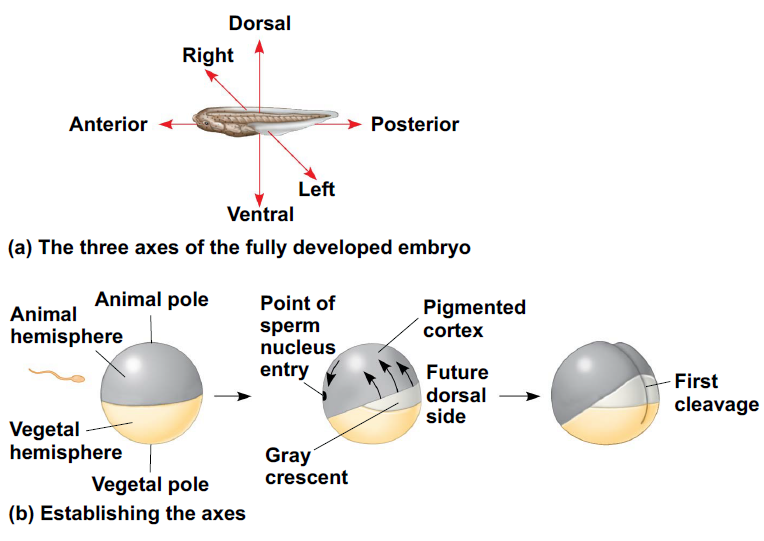 Dorsal
Right
Anterior
Posterior
Left
Ventral
(a) The three axes of the fully developed embryo
Animal pole
Animal
hemisphere
Vegetal
hemisphere
Vegetal pole
Point of
sperm
nucleus
entry
Pigmented
cortex
Future
dorsal
side
Gray
crescent
First
cleavage
(b) Establishing the axes